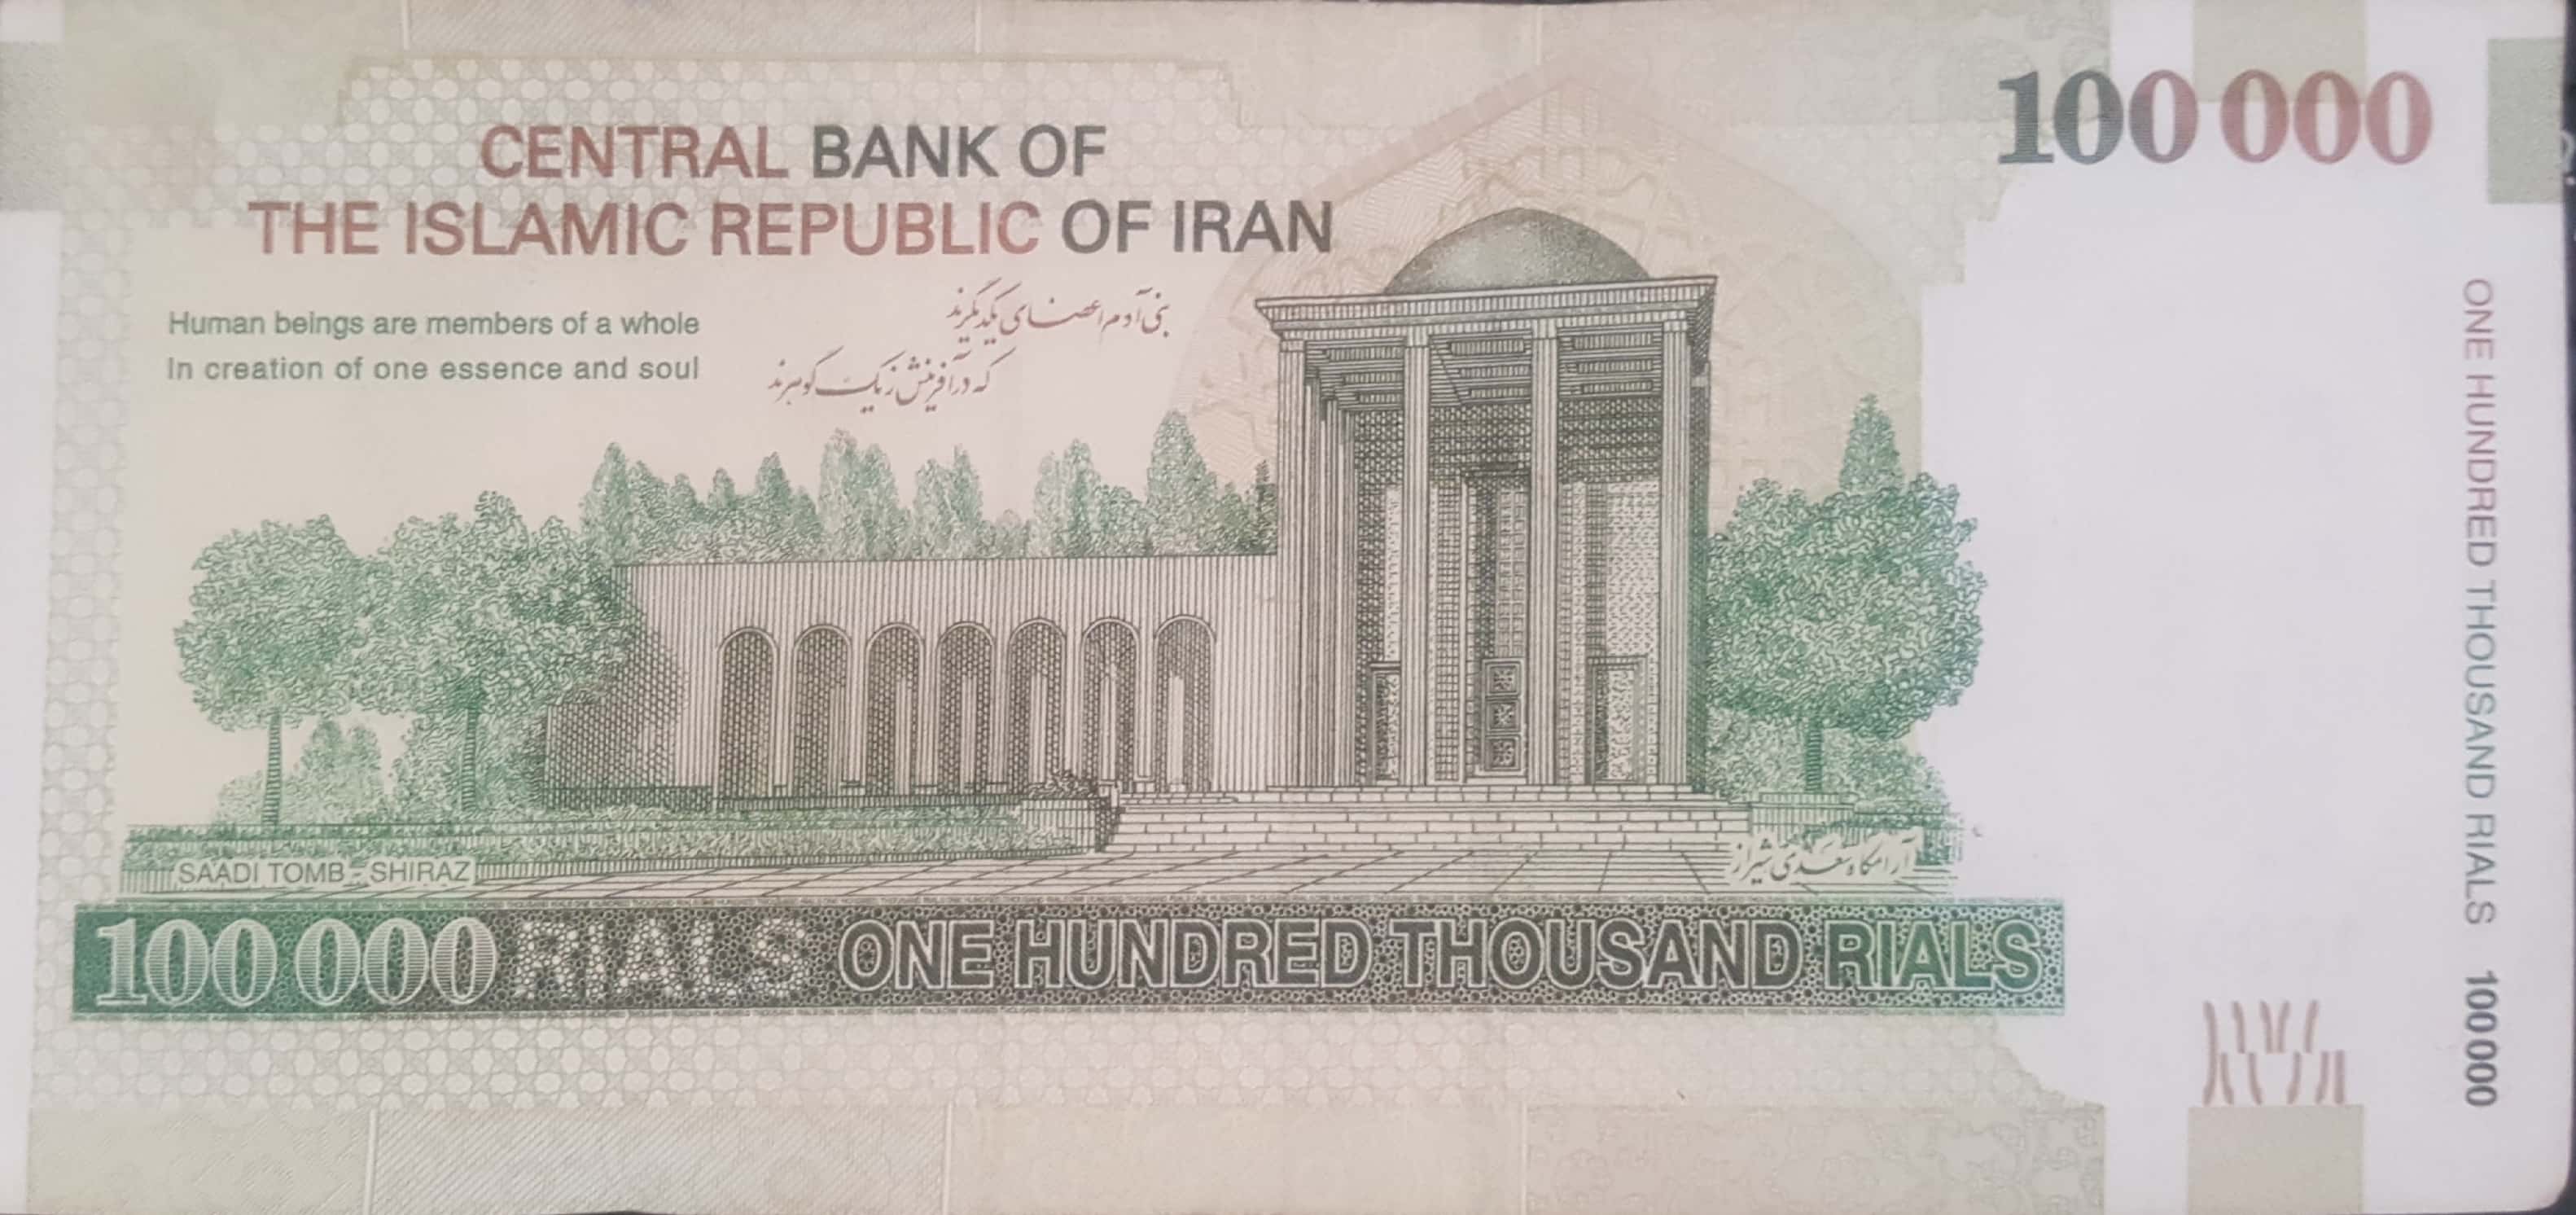 100 000
CENTRAL BANK OF
THE ISLAMIC REPUBLIC OF IRAN
Human beings are members of a whole
In creation of one essence and soul
بنی آدم اعضای یکدیگرند
که در آفرینش ز یک گوهرند
SAADI TOMB - SHIRAZ
آرامگاه سعدی شیراز
100 000 RIALS ONE HUNDRED THOUSAND RIALS
ONE HUNDRED THOUSAND RIALS 100 000